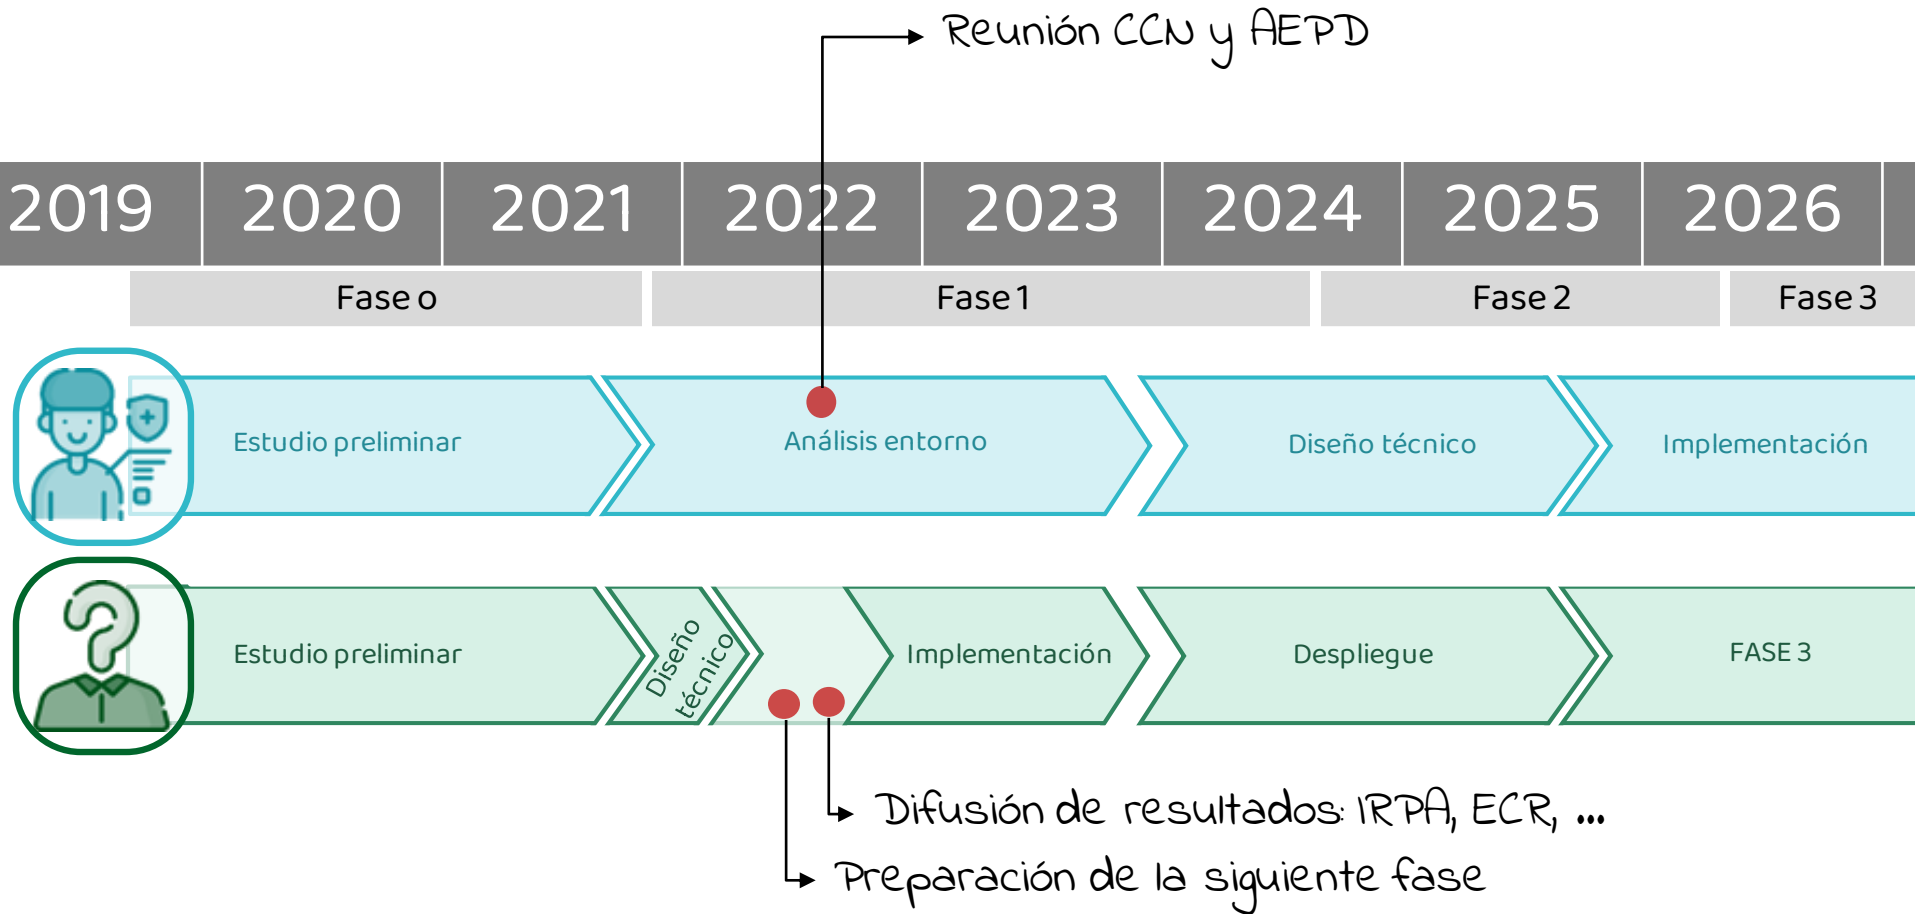 Reunión CCN y AEPD
2019 2020 2021 2022 2023 2024 2025 2026
Fase o Fase 1 Fase 2 Fase 3
Estudio preliminar Análisis entorno Diseño técnico Implementación
Estudio preliminar Diseño técnico Implementación Despliegue FASE 3
Difusión de resultados: IRPA, ECR, ...
Preparación de la siguiente fase